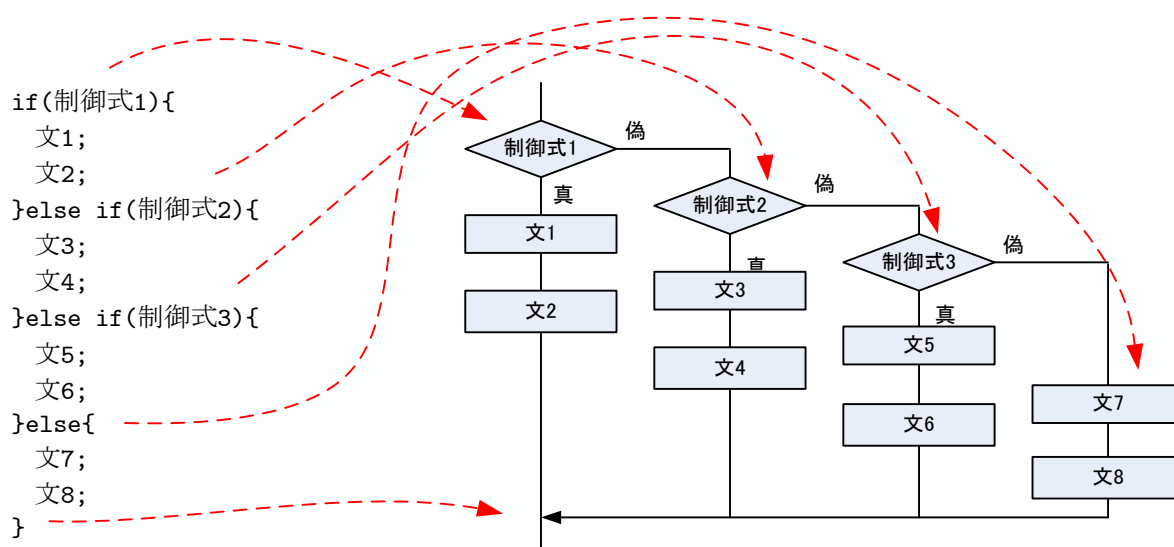 if(制御式1){
文1;
文2;
}else if(制御式2){
文3;
文4;
}else if(制御式3){
文5;
文6;
}else{
文7;
文8;
}
制御式1
偽
真
文1
文2
制御式2
偽
真
文3
文4
制御式3
偽
真
文5
文6
文7
文8